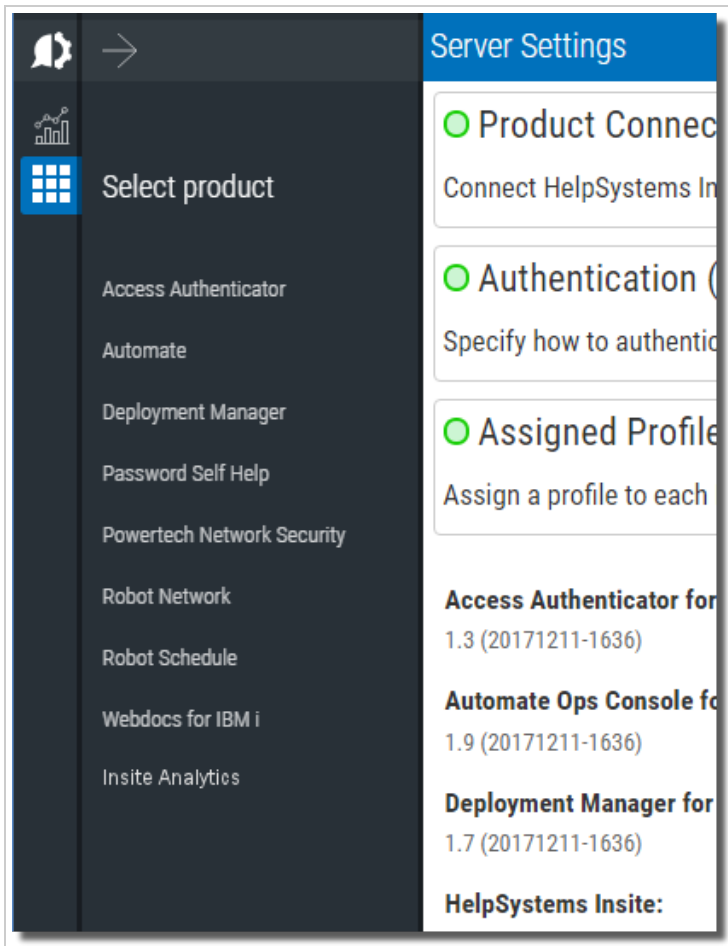 Server Settings
Select product
Access Authenticator
Automate
Deployment Manager
Password Self Help
Powertech Network Security
Robot Network
Robot Schedule
Webdocs for IBM i
Insite Analytics
Product Connec
Connect HelpSystems In
Authentication (
Specify how to authentic
Assigned Profile
Assign a profile to each
Access Authenticator for
1.3 (20171211-1636)
Automate Ops Console fo
1.9 (20171211-1636)
Deployment Manager for
1.7 (20171211-1636)
HelpSystems Insite: